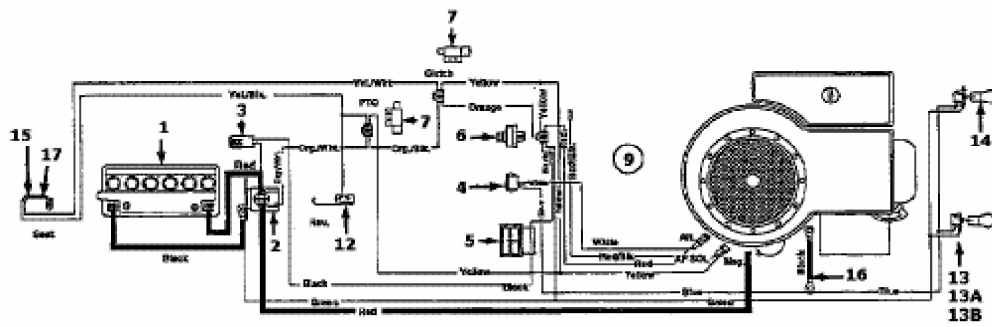 7
Clutch
Yel/Wht.
Yellow
Yel/Blk.
PTO
Orange
Yellow
3
7
6
14
15
17
1
9
Org/Wht.
Org/Blk.
Red
4
Seat
2
Rev.
12
5
White
Red/Blk.
Red
AF SOL
Mag.
Black
Black
Yellow
Yellow
16
13
13A
13B
Black
Black
Blue
Blue
Green
Green
Red